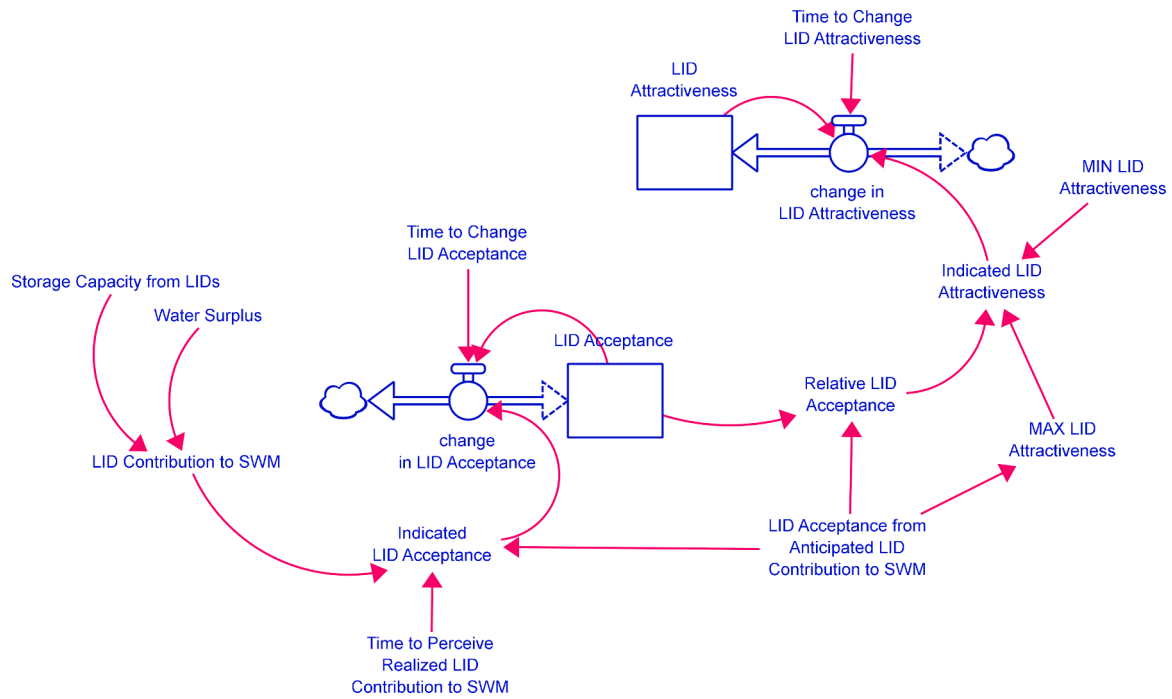 Time to Change
LID Attractiveness
LID
Attractiveness
change in
LID Attractiveness
MIN LID
Attractiveness
Time to Change
LID Acceptance
Indicated LID
Attractiveness
Storage Capacity from LIDs
Water Surplus
LID Acceptance
Relative LID
Acceptance
change
in LID Acceptance
MAX LID
Attractiveness
LID Contribution to SWM
Indicated
LID Acceptance
LID Acceptance from
Anticipated LID
Contribution to SWM
Time to Perceive
Realized LID
Contribution to SWM